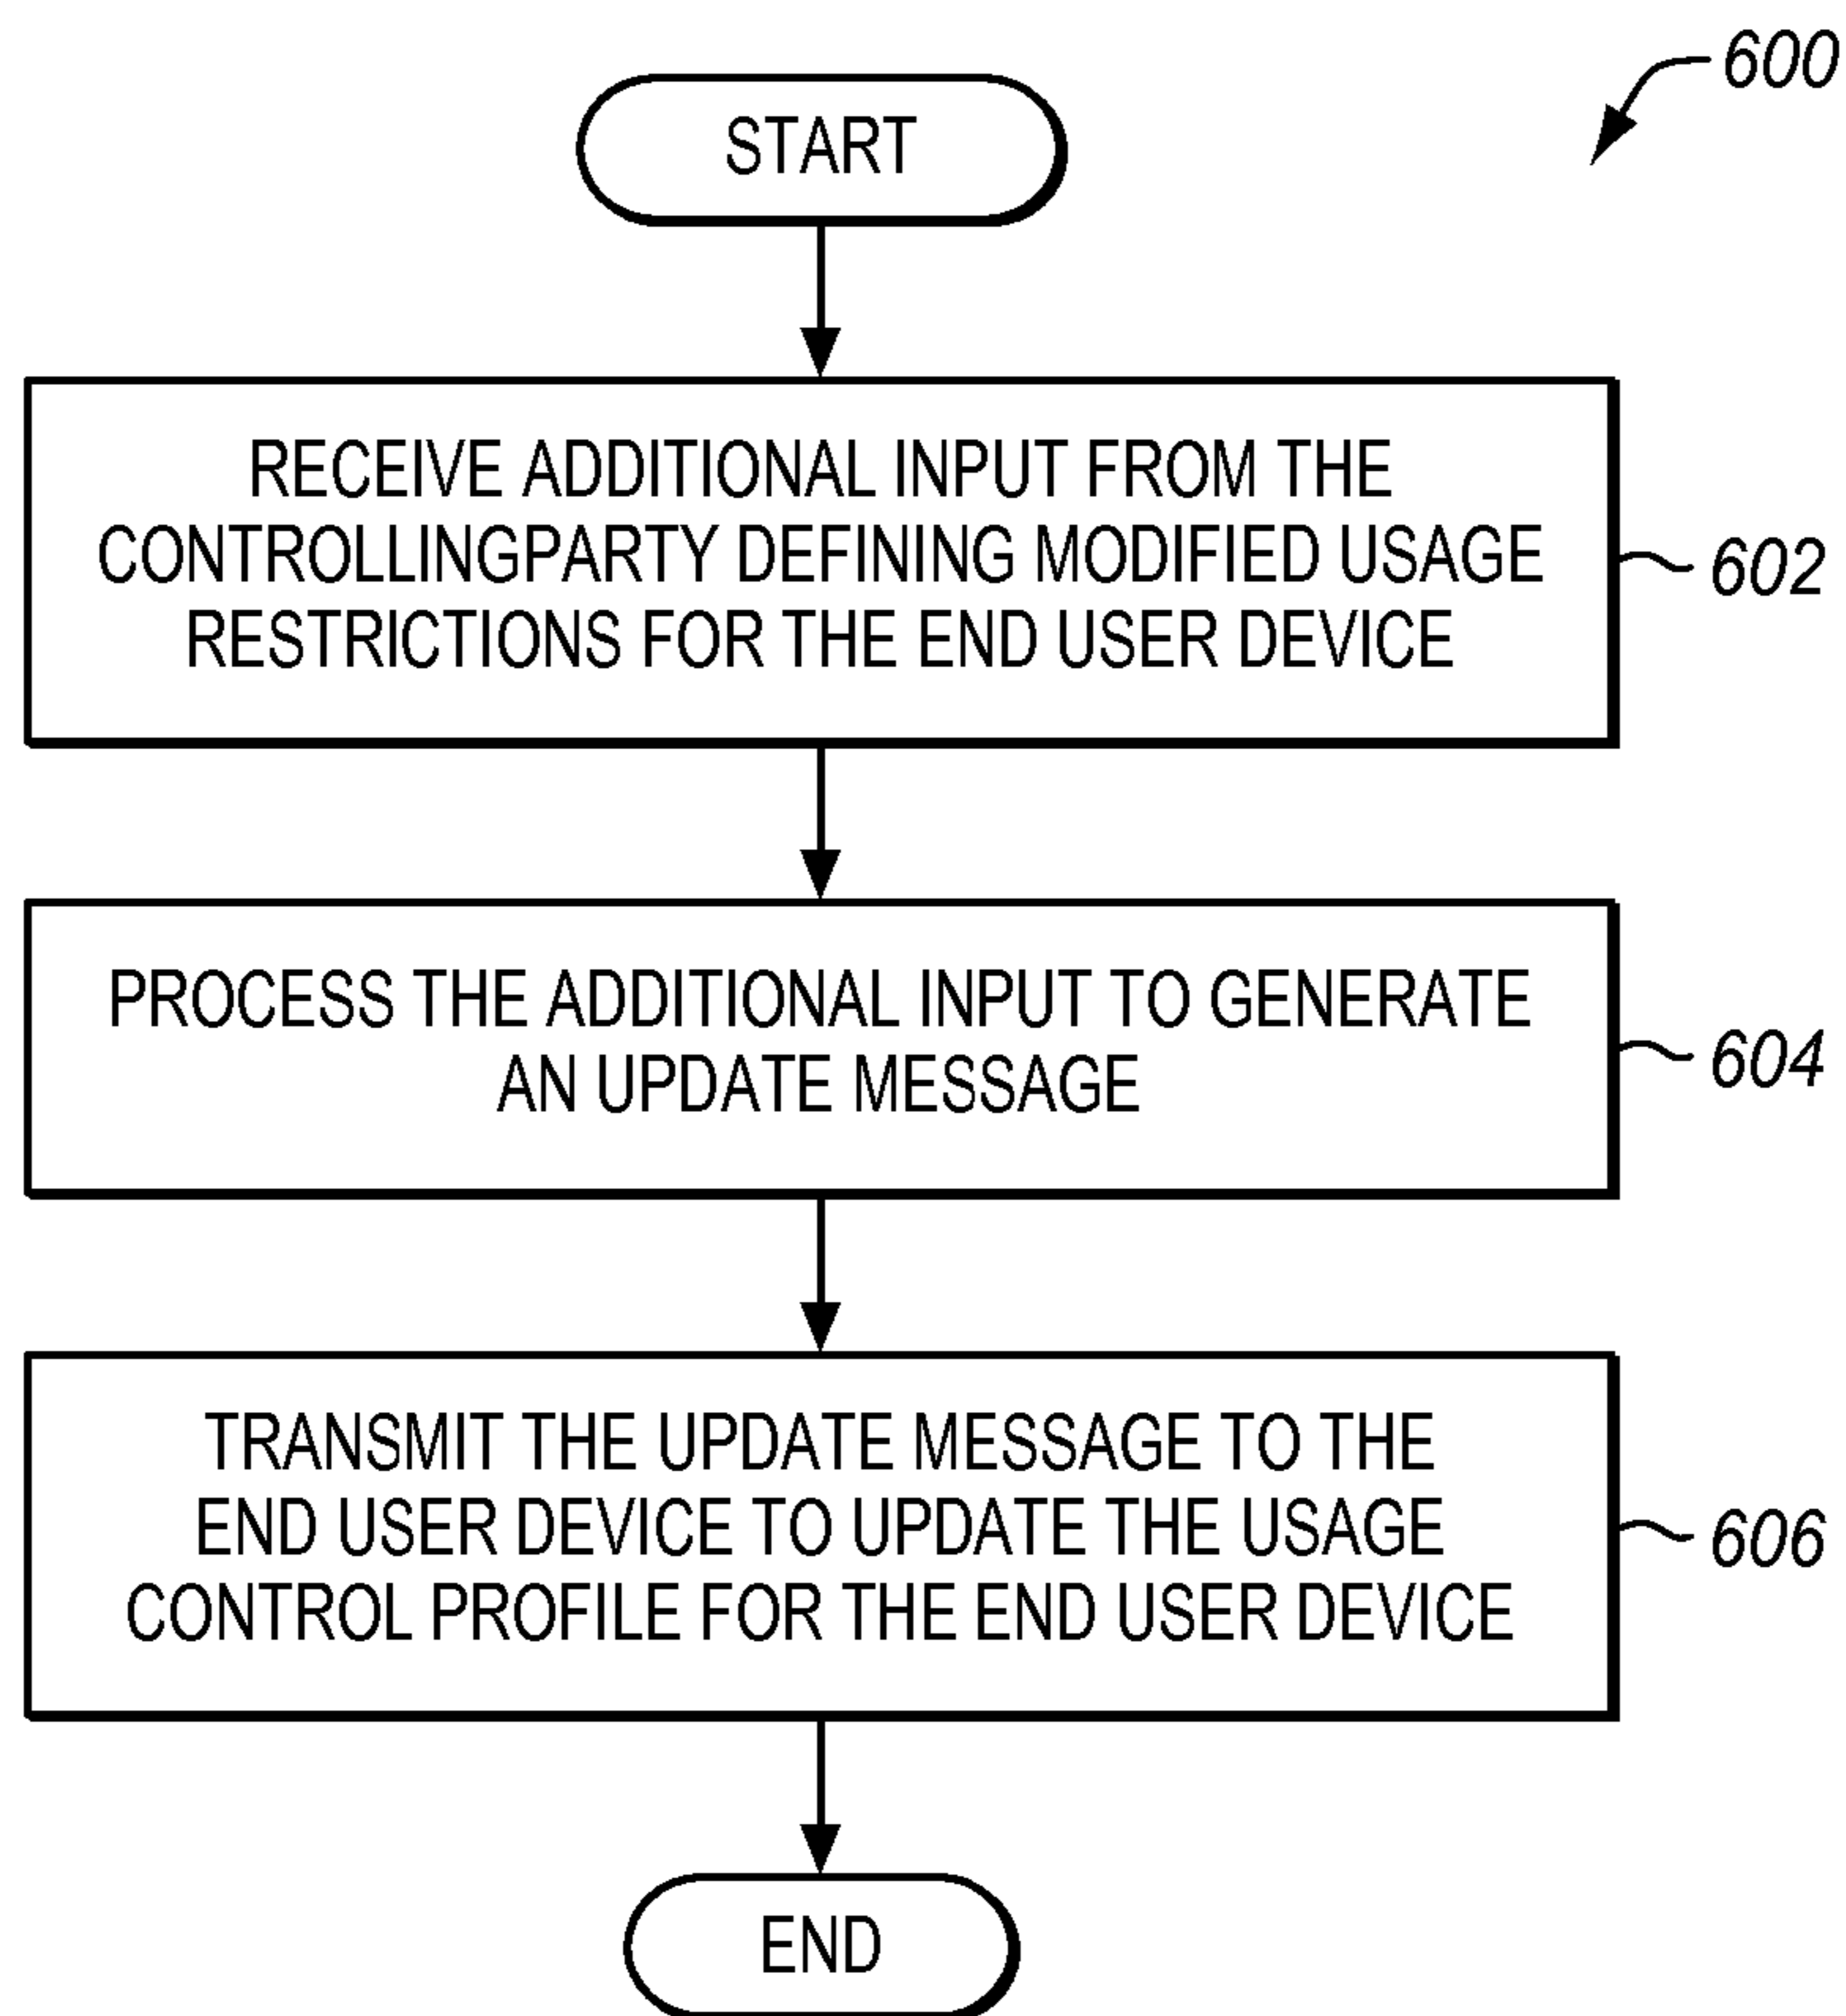 600
START
RECEIVE ADDITIONAL INPUT FROM THE
CONTROLLINGPARTY DEFINING MODIFIED USAGE
RESTRICTIONS FOR THE END USER DEVICE
602
PROCESS THE ADDITIONAL INPUT TO GENERATE
AN UPDATE MESSAGE
604
TRANSMIT THE UPDATE MESSAGE TO THE
END USER DEVICE TO UPDATE THE USAGE
CONTROL PROFILE FOR THE END USER DEVICE
606
END